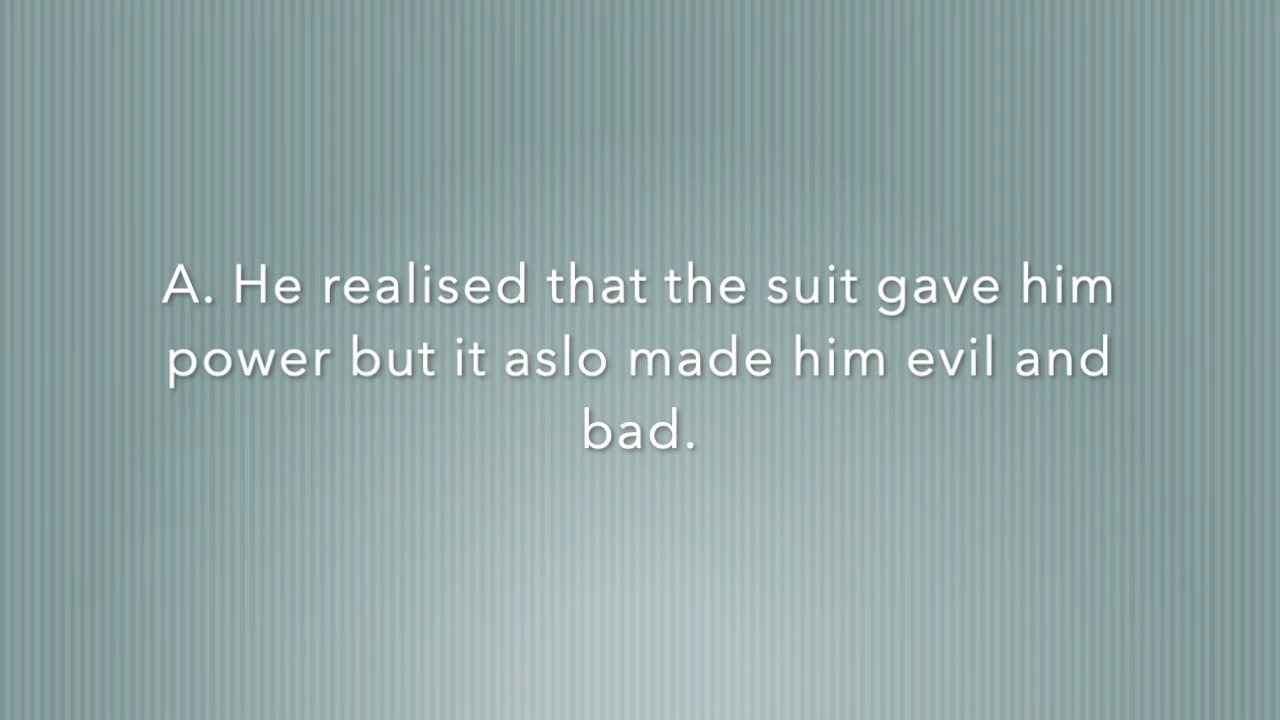 A. He realised that the suit gave him
power but it aslo made him evil and
bad.